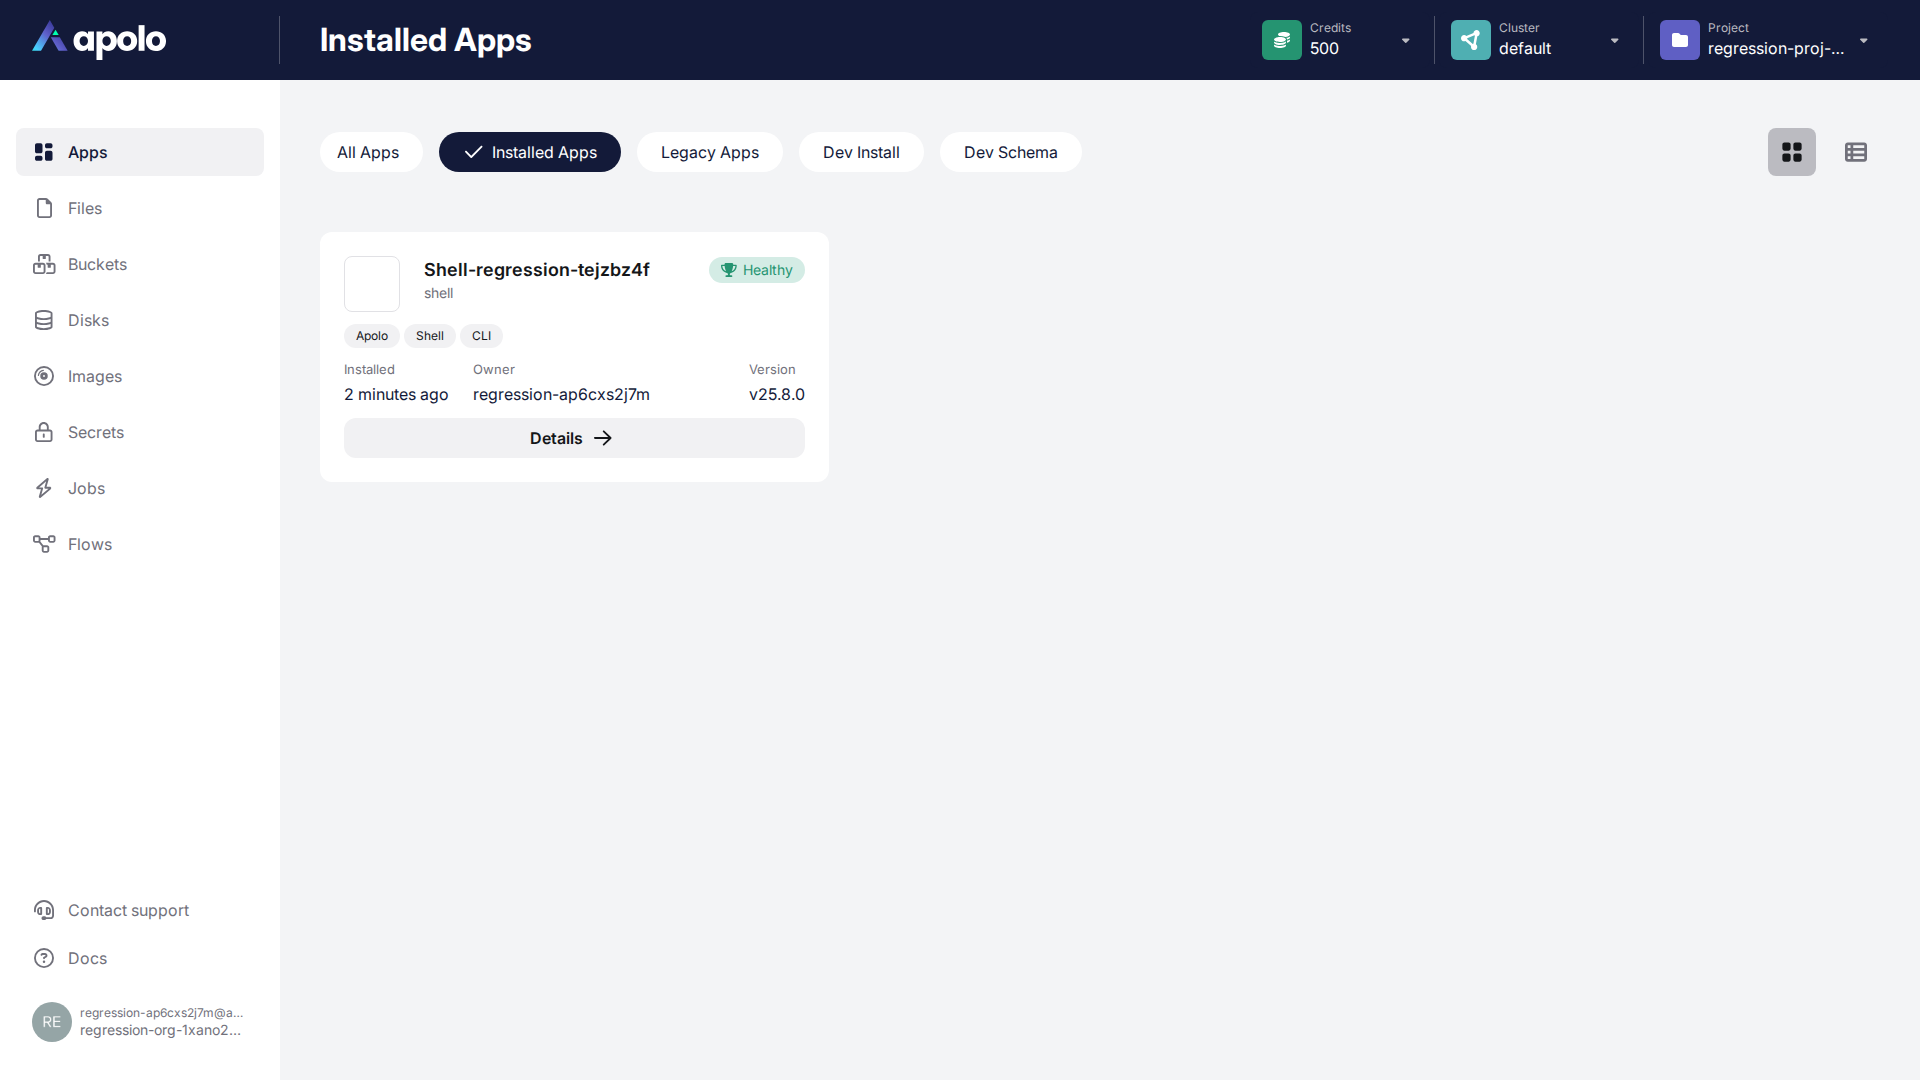 apolo
Installed Apps
Credits
500
Cluster
default
Project
regression-proj-...
Apps
Files
Buckets
Disks
Images
Secrets
Jobs
Flows
Contact support
Docs
RE
regression-ap6cxs2j7m@a...
regression-org-1xano2...
All Apps
Installed Apps
Legacy Apps
Dev Install
Dev Schema
Shell-regression-tejzbz4f
shell
Healthy
Apolo Shell CLI
Installed Owner Version
2 minutes ago regression-ap6cxs2j7m v25.8.0
Details